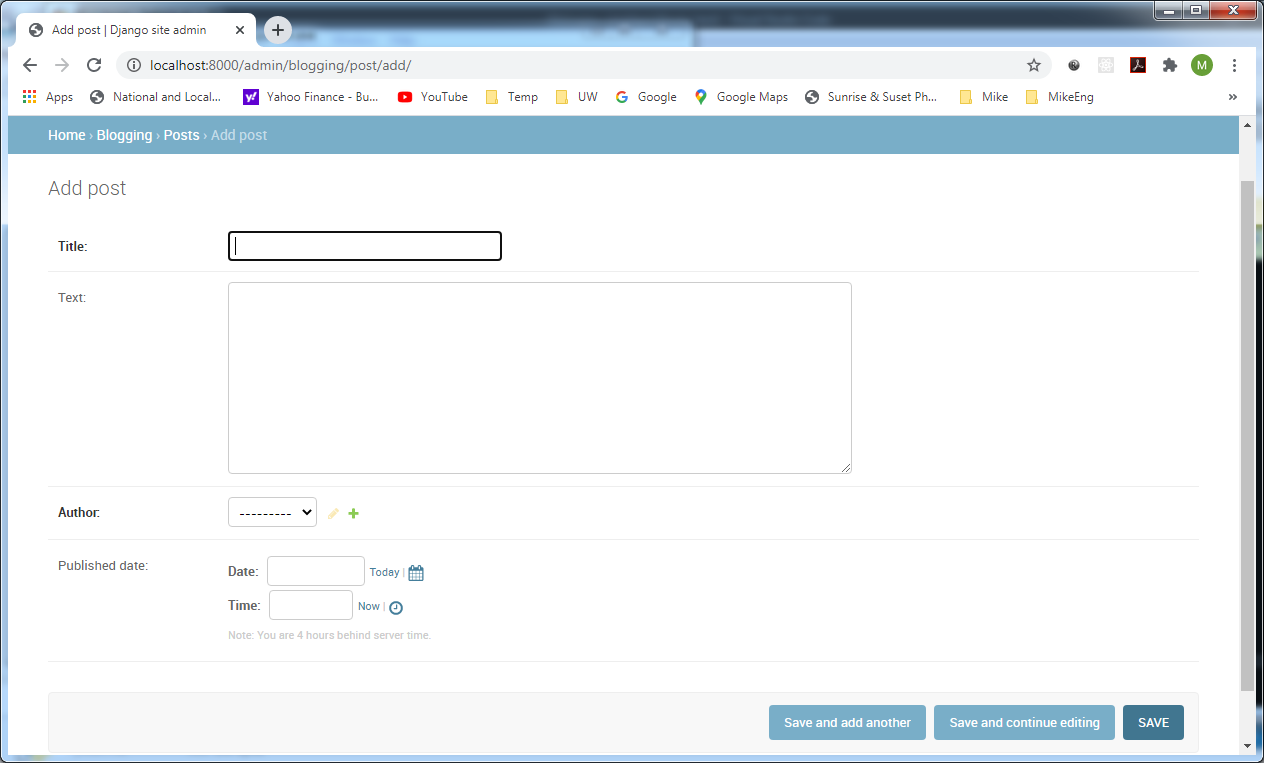 Add post | Django site admin
localhost:8000/admin/blogging/post/add/
M
Apps National and Local... Yahoo Finance - Bu... YouTube Temp UW Google Google Maps Sunrise & Suset Ph... Mike MikeEng »
Home › Blogging › Posts › Add post
Add post
Title:
Text:
Author: --------- 
Published date:
Date: Today |
Time: Now |
Note: You are 4 hours behind server time.
Save and add another Save and continue editing SAVE